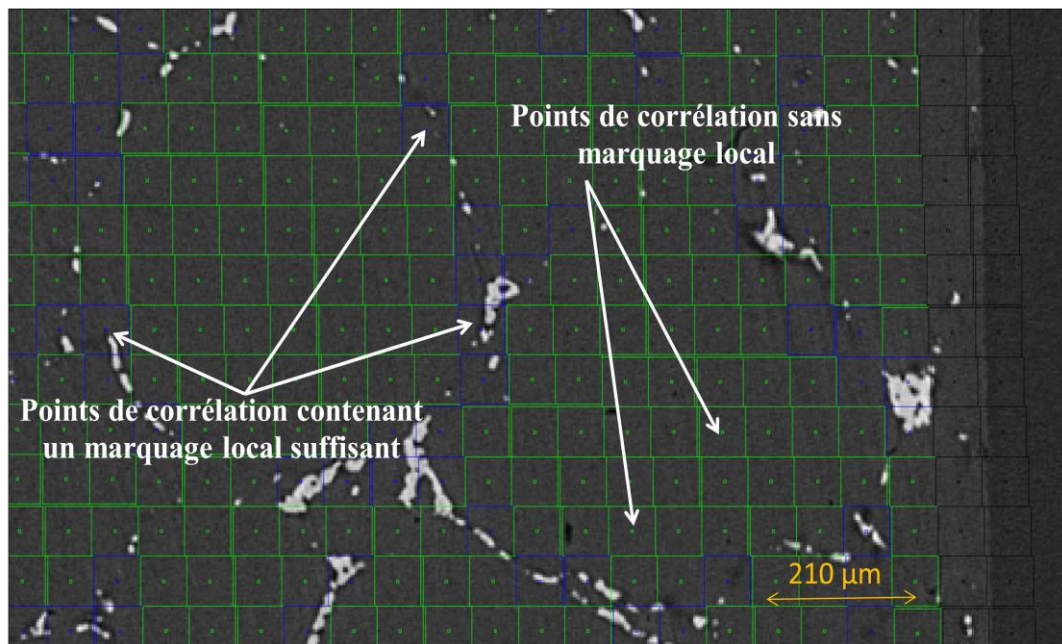 Points de corrélation sans
marquage local
Points de corrélation contenant
un marquage local suffisant
210 µm